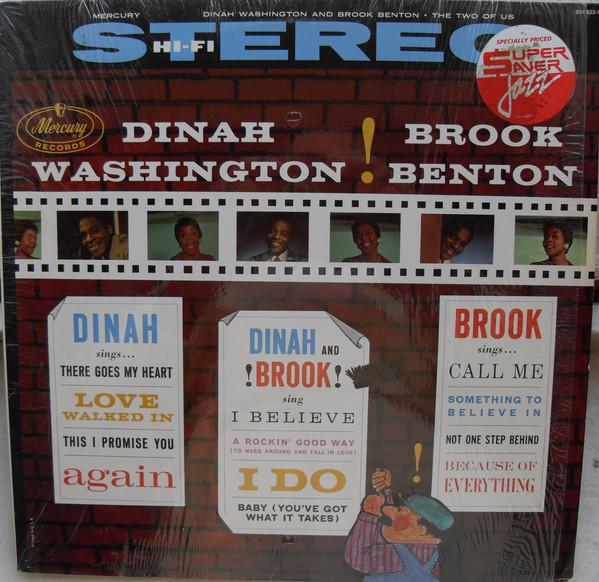 MERCURY DINAH WASHINGTON AND BROOK BENTON • THE TWO OF US
STEREO
HI-FI
SPECIALLY PRICED
SUPER
SAVER
jazz
Mercury
RECORDS
DINAH
WASHINGTON
!
BROOK
BENTON
DINAH
sings...
THERE GOES MY HEART
LOVE
WALKED IN
THIS I PROMISE YOU
again
DINAH AND
!BROOK!
sing
I BELIEVE
A ROCKIN' GOOD WAY
(TO MESS AROUND AND FALL IN LOVE)
I DO
BABY (YOU'VE GOT
WHAT IT TAKES)
BROOK
sings...
CALL ME
SOMETHING TO
BELIEVE IN
NOT ONE STEP BEHIND
BECAUSE OF
EVERYTHING
!